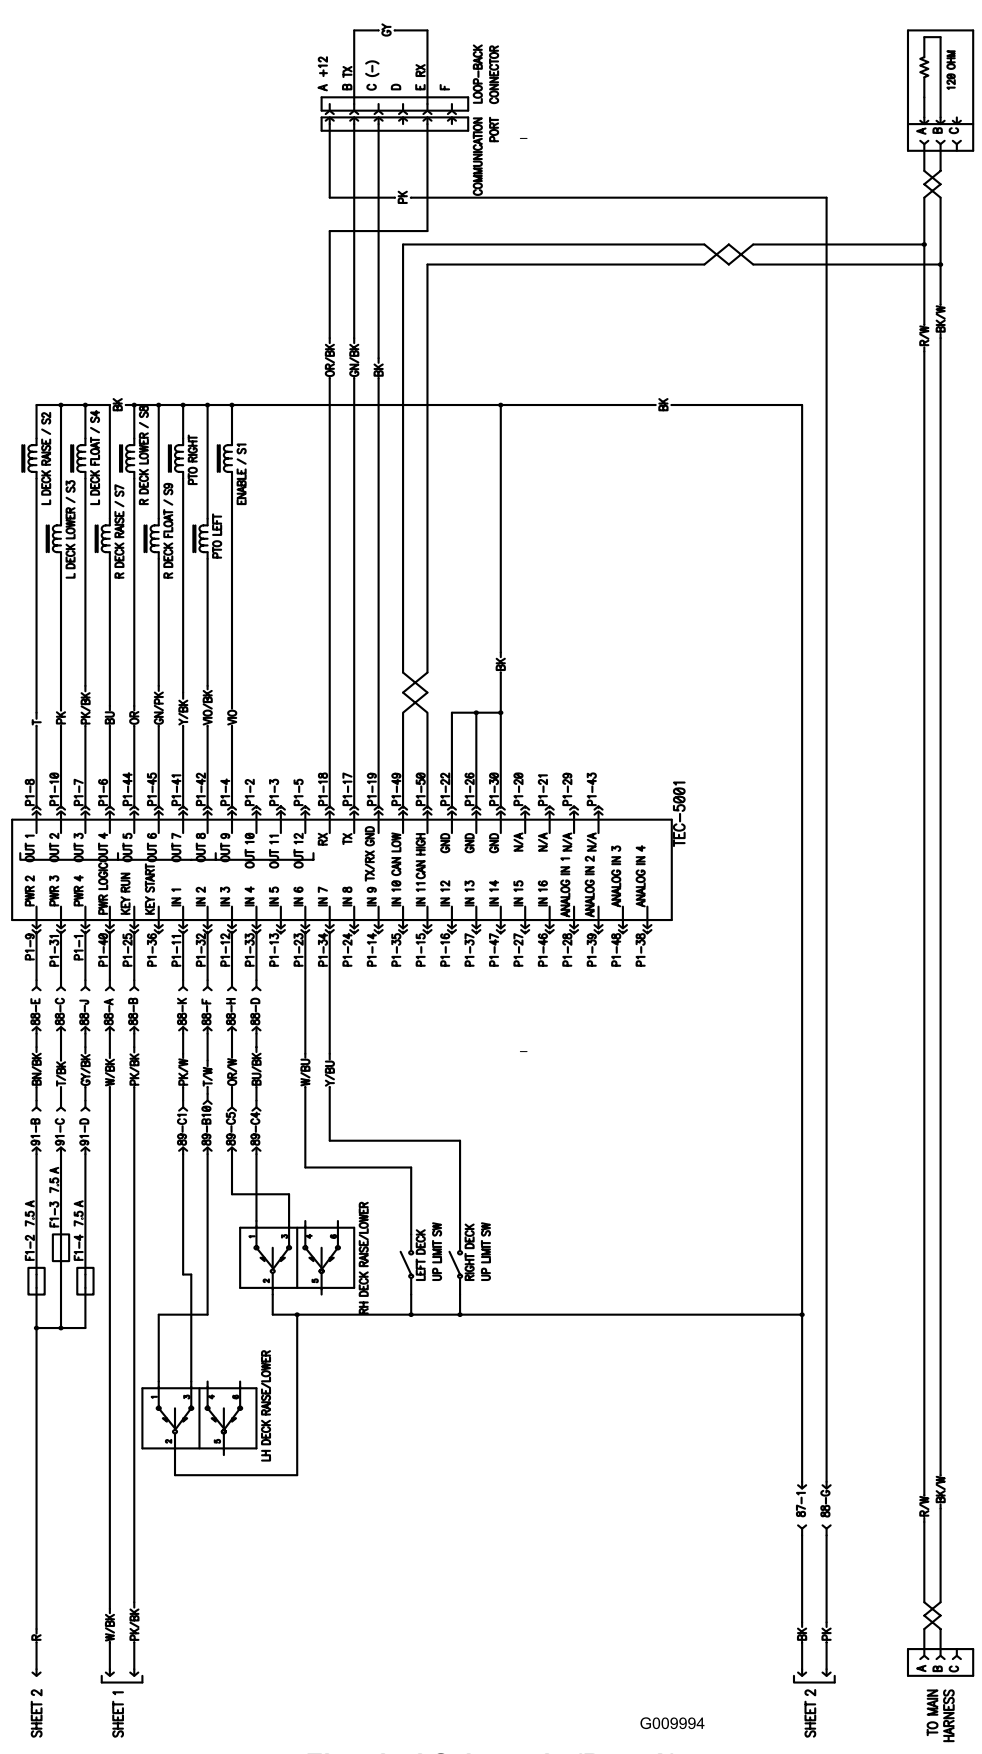 GY
A +12
B TX
C (-)
D
E RX
F
LOOP-BACK
CONNECTOR
COMMUNICATION
PORT
120 OHM
A
B
C
PK
R/W
BK/W
OR/BK
GN/BK
BK
BK
BK
L DECK RAISE / S2
L DECK LOWER / S3
L DECK FLOAT / S4
R DECK RAISE / S7
R DECK LOWER / S8
R DECK FLOAT / S9
PTO RIGHT
PTO LEFT
ENABLE / S1
BK
T
PK
PK/BK
BU
OR
GN/PK
Y/BK
VIO/BK
VIO
P1-8
P1-10
P1-7
P1-6
P1-44
P1-45
P1-41
P1-42
P1-4
P1-2
P1-3
P1-5
P1-18
P1-17
P1-19
P1-49
P1-50
P1-22
P1-26
P1-30
P1-20
P1-21
P1-29
P1-43
TEC-5001
OUT 1
OUT 2
OUT 3
OUT 4
OUT 5
OUT 6
OUT 7
OUT 8
OUT 9
OUT 10
OUT 11
OUT 12
RX
TX
TX/RX GND
CAN LOW
CAN HIGH
GND
GND
GND
N/A
N/A
N/A
N/A
PWR 2
PWR 3
PWR 4
PWR LOGIC
KEY RUN
KEY START
IN 1
IN 2
IN 3
IN 4
IN 5
IN 6
IN 7
IN 8
IN 9
IN 10
IN 11
IN 12
IN 13
IN 14
IN 15
IN 16
ANALOG IN 1
ANALOG IN 2
ANALOG IN 3
ANALOG IN 4
P1-9
P1-31
P1-1
P1-40
P1-25
P1-36
P1-11
P1-32
P1-12
P1-33
P1-13
P1-23
P1-34
P1-24
P1-14
P1-35
P1-15
P1-16
P1-37
P1-47
P1-27
P1-46
P1-28
P1-39
P1-48
P1-38
88-E
88-C
88-J
88-A
88-B
88-K
88-F
88-H
88-D
BN/BK
T/BK
GY/BK
W/BK
PK/BK
PK/W
T/W
OR/W
BU/BK
W/BU
Y/BU
91-B
91-C
91-D
89-C1
89-B10
89-C5
89-C4
F1-2 7.5 A
F1-3 7.5 A
F1-4 7.5 A
1
3
2
4
6
5
RH DECK RAISE/LOWER
LEFT DECK
UP LIMIT SW
RIGHT DECK
UP LIMIT SW
1
3
2
4
6
5
LH DECK RAISE/LOWER
87-1
88-G
R/W
BK/W
R
W/BK
PK/BK
BK
PK
A
B
C
SHEET 2
SHEET 1
SHEET 2
TO MAIN
HARNESS
G009994